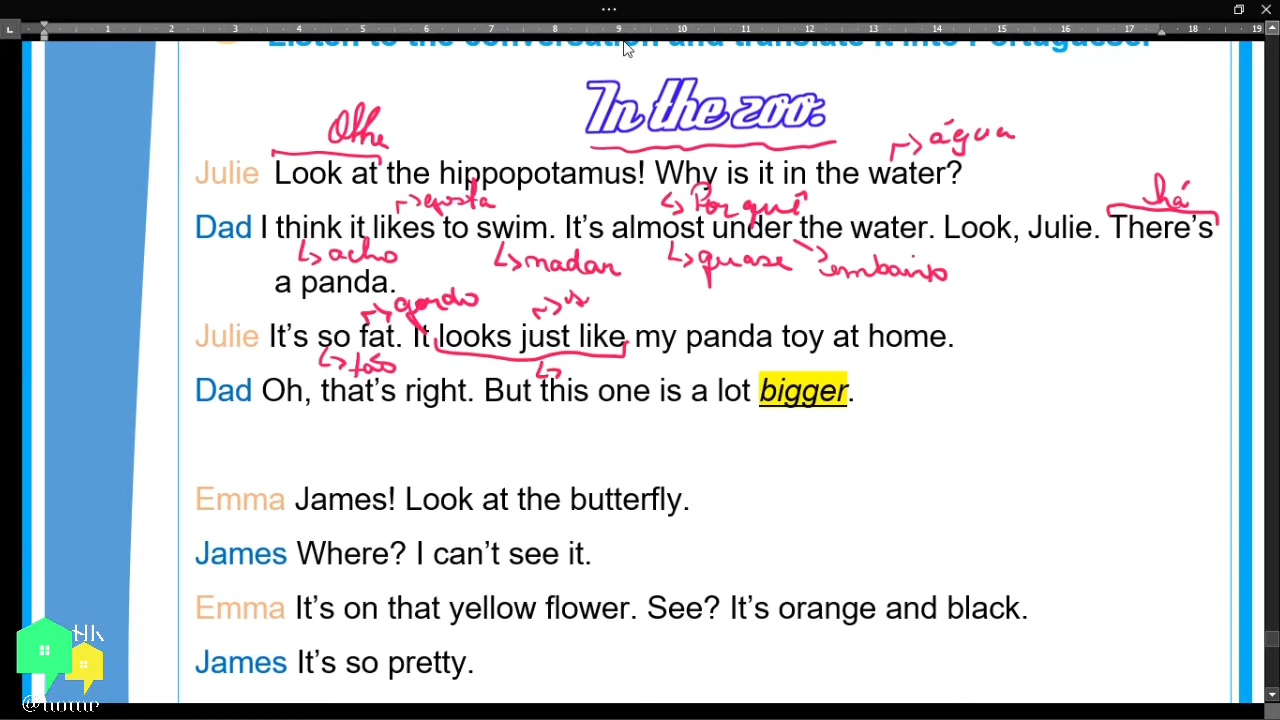 Listen to the conversation and translate it into Portuguese.
In the zoo.
Olhe
água
Julie Look at the hippopotamus! Why is it in the water?
gosta Por quê há
Dad I think it likes to swim. It's almost under the water. Look, Julie. There's
acho nadar quase embaixo
a panda.
gordo
Julie It's so fat. It looks just like my panda toy at home.
tão
Dad Oh, that's right. But this one is a lot bigger.
Emma James! Look at the butterfly.
James Where? I can't see it.
Emma It's on that yellow flower. See? It's orange and black.
James It's so pretty.
HK